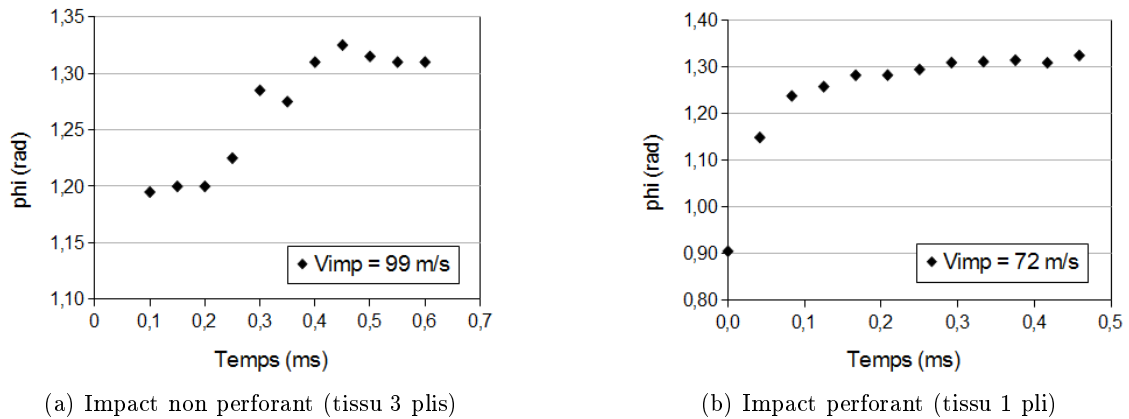 1,35
1,30
1,25
1,20
1,15
1,10
phi (rad)
0 0,1 0,2 0,3 0,4 0,5 0,6 0,7
Temps (ms)
Vimp = 99 m/s
(a) Impact non perforant (tissu 3 plis)
1,40
1,30
1,20
1,10
1,00
0,90
0,80
phi (rad)
0,0 0,1 0,2 0,3 0,4 0,5
Temps (ms)
Vimp = 72 m/s
(b) Impact perforant (tissu 1 pli)